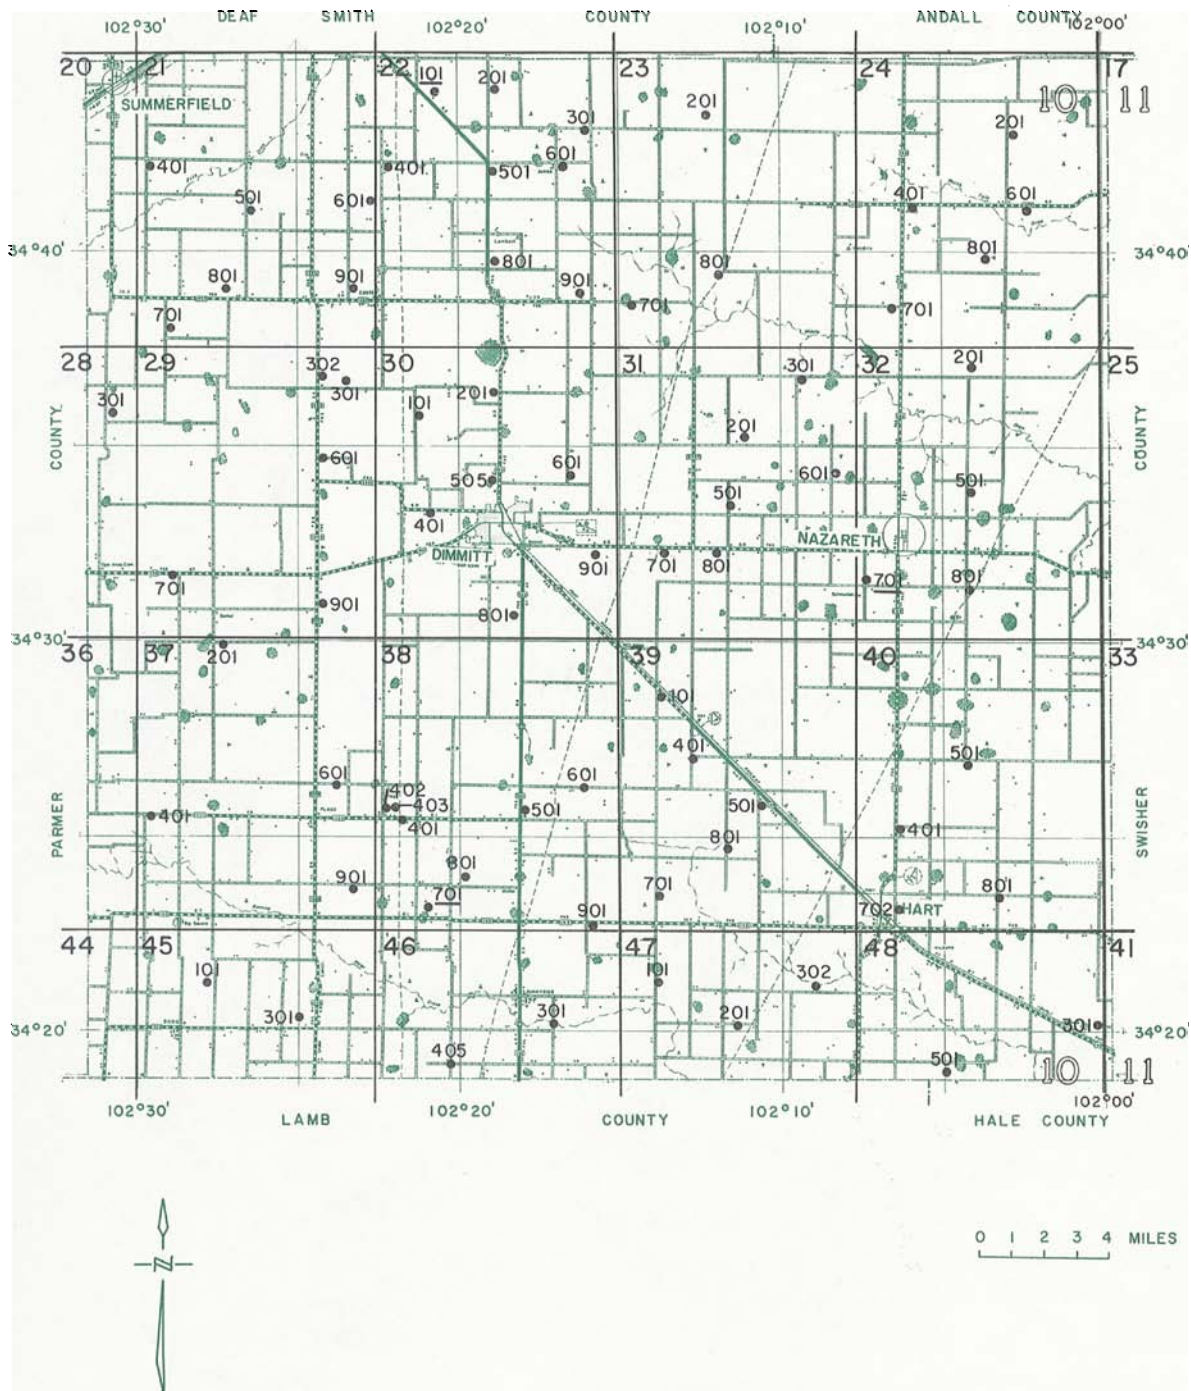 DEAF SMITH COUNTY ANDALL COUNTY
102°30' 102°20' 102°10' 102°00'
20 21 22 23 24 17
101 201
10 11
SUMMERFIELD
201
301 201
401 401 501 601
501 601 401 601
34°40' 34°40'
801 901 801 901 801 801
701 701 701
28 29 30 31 32 25
302 301 201 301 201
301 101
COUNTY COUNTY
201
601 505 601 601 501
401 501
DIMMITT NAZARETH
901 701 801
701 701 801
901 801
34°30' 34°30'
36 37 38 39 40 33
201
101
401 501
601 402 601
403
401 401 501 501 401
PARMER SWISHER
801 801
901 701 701 801
901 702 HART
44 45 46 47 48 41
101 101 302
301 301 201 301
34°20' 34°20'
405 501
10 11
102°30' 102°20' 102°10' 102°00'
LAMB COUNTY HALE COUNTY
0 1 2 3 4 MILES
N